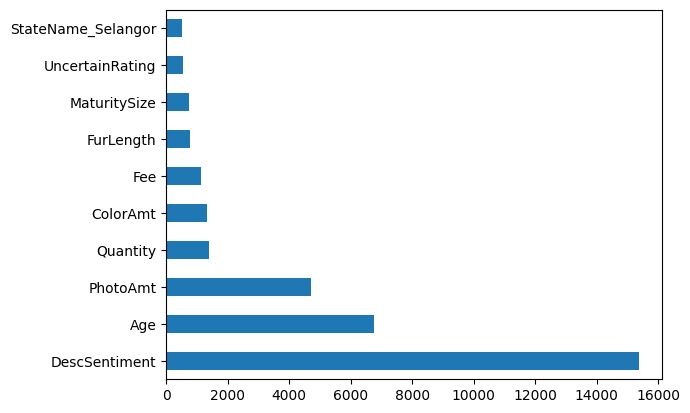 StateName_Selangor
UncertainRating
MaturitySize
FurLength
Fee
ColorAmt
Quantity
PhotoAmt
Age
DescSentiment
0 2000 4000 6000 8000 10000 12000 14000 16000